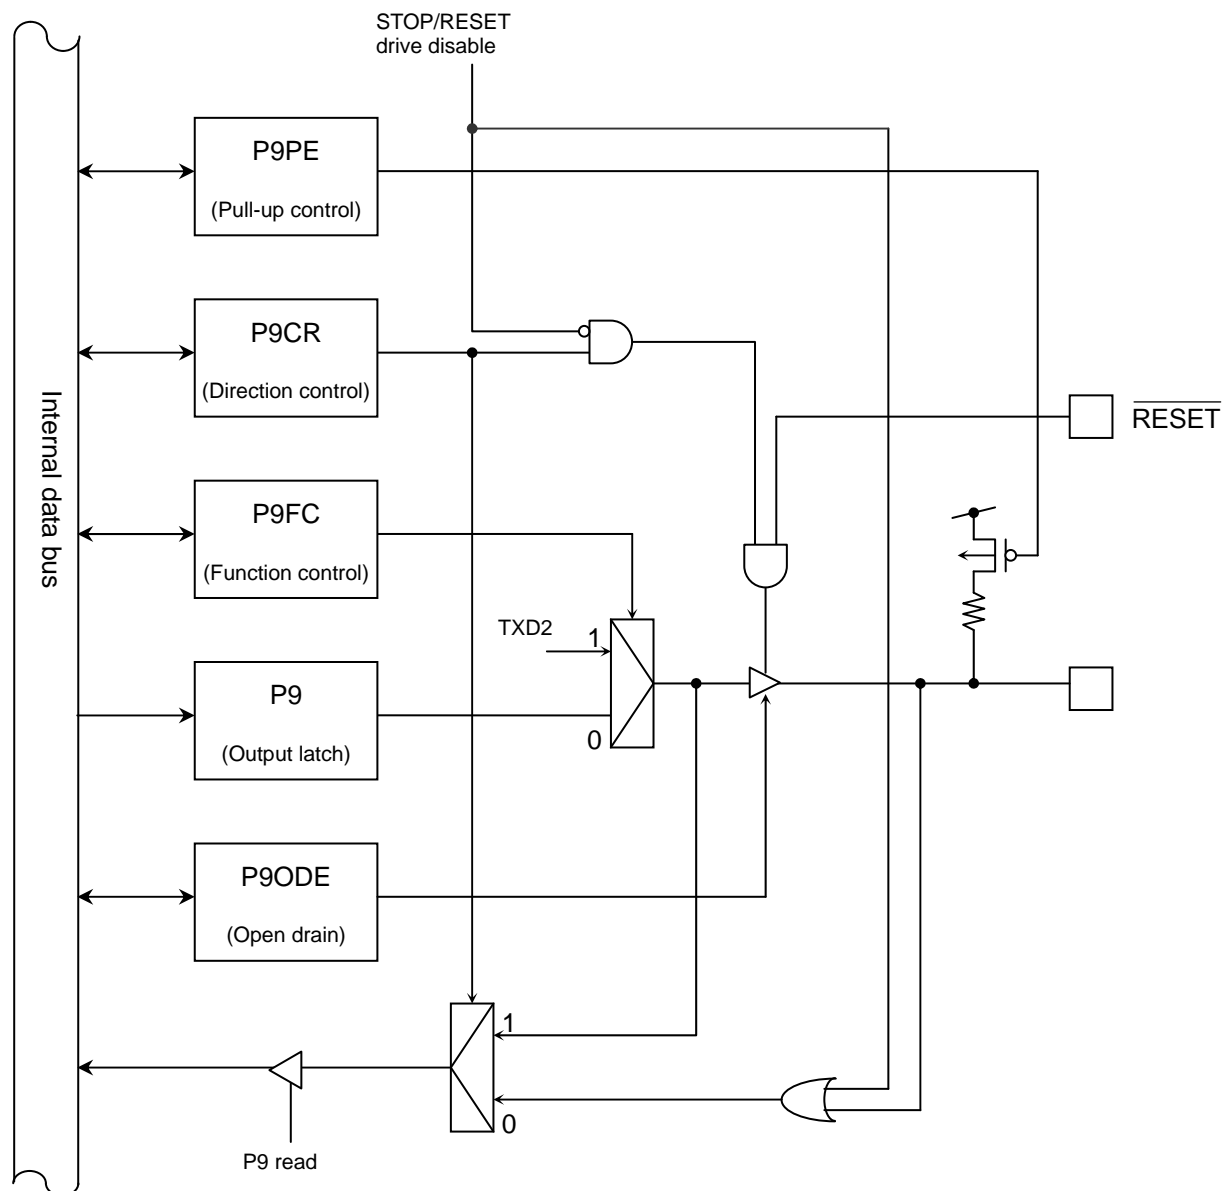 STOP/RESET
drive disable
P9PE
(Pull-up control)
P9CR
(Direction control)
RESET
Internal data bus
P9FC
(Function control)
TXD2
1
P9
(Output latch)
0
P9ODE
(Open drain)
1
0
P9 read